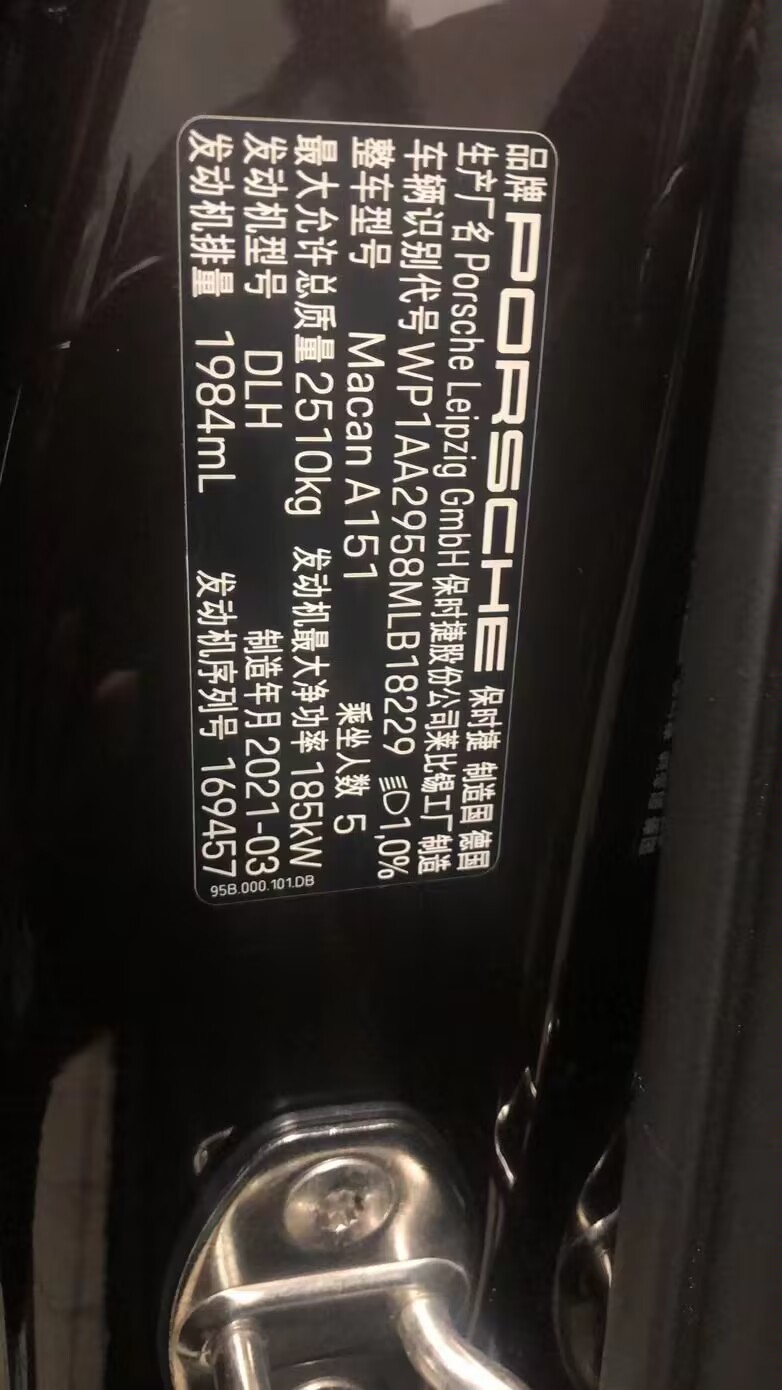 品牌 PORSCHE 保时捷 制造国 德国
生产厂名 Porsche Leipzig GmbH 保时捷股份公司莱比锡工厂 制造
车辆识别代号 WP1AA2958MLB18229 1,0%
整车型号 Macan A151 乘坐人数 5
最大允许总质量 2510kg 发动机最大净功率 185kW
发动机型号 DLH 制造年月 2021-03
发动机排量 1984mL 发动机序列号 169457
95B.000.101.DB